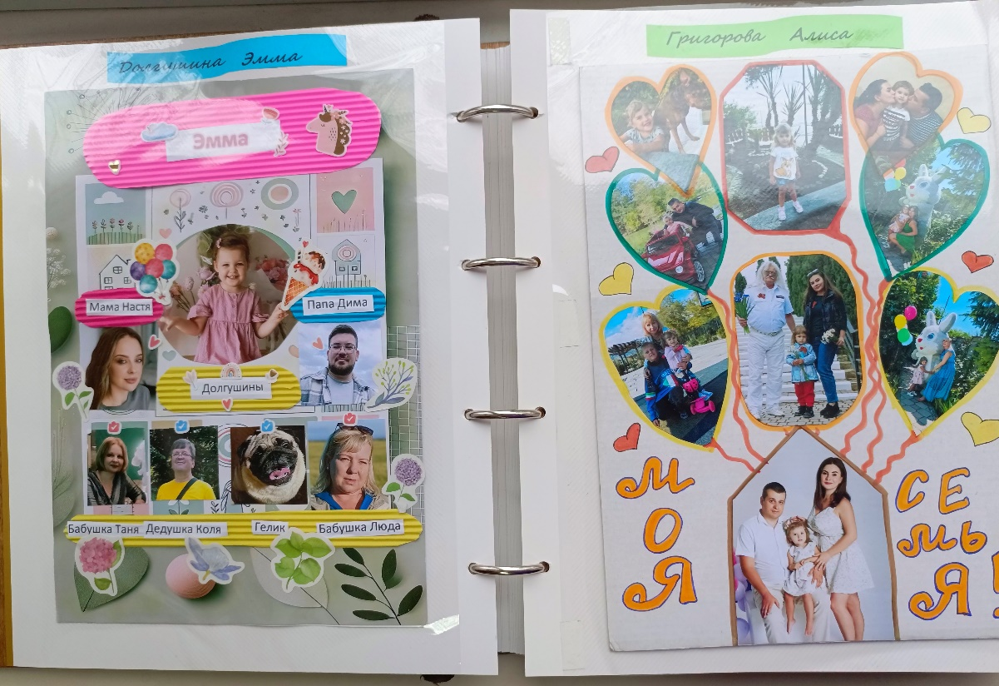 Долгушина Эмма
Эмма
Мама Настя
Папа Дима
Долгушины
Бабушка Таня
Дедушка Коля
Гелик
Бабушка Люда
Григорова Алиса
МОЯ
СЕМЬЯ!